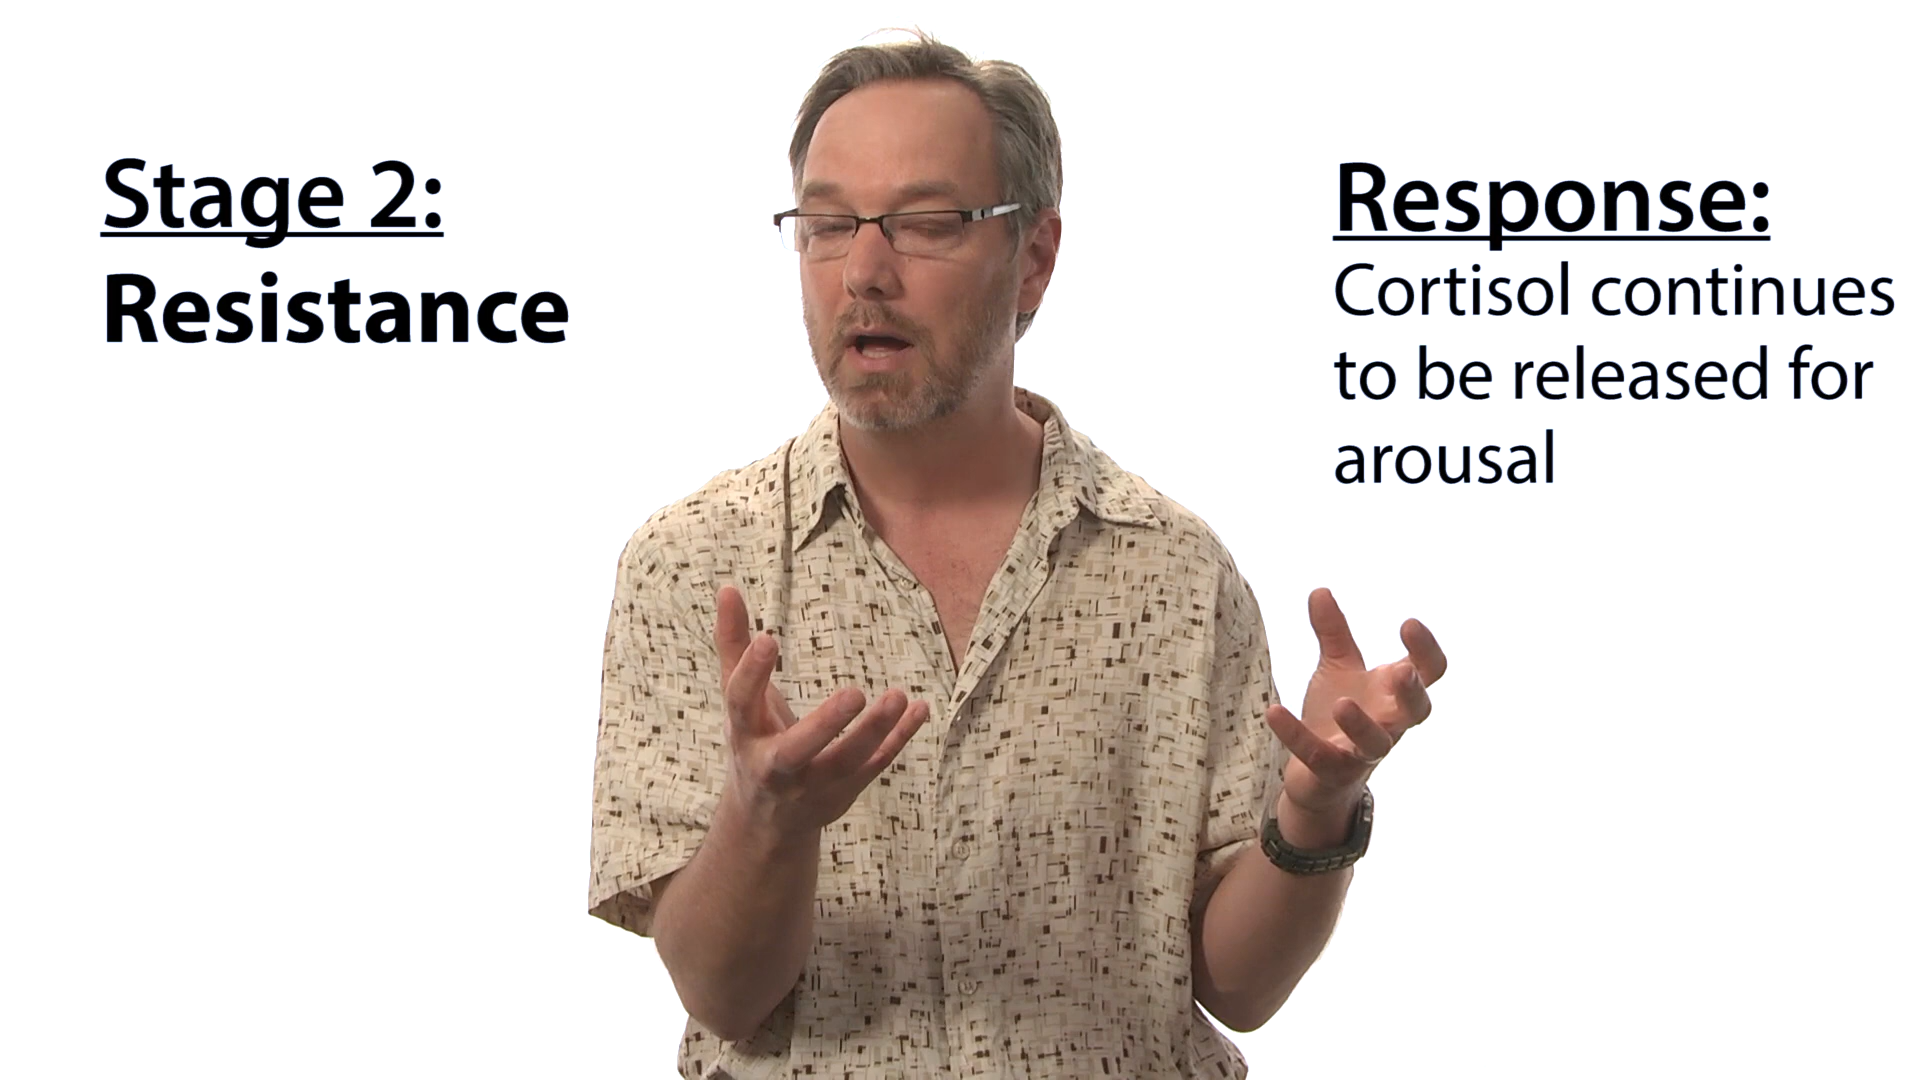 Stage 2:
Resistance
Response:
Cortisol continues
to be released for
arousal